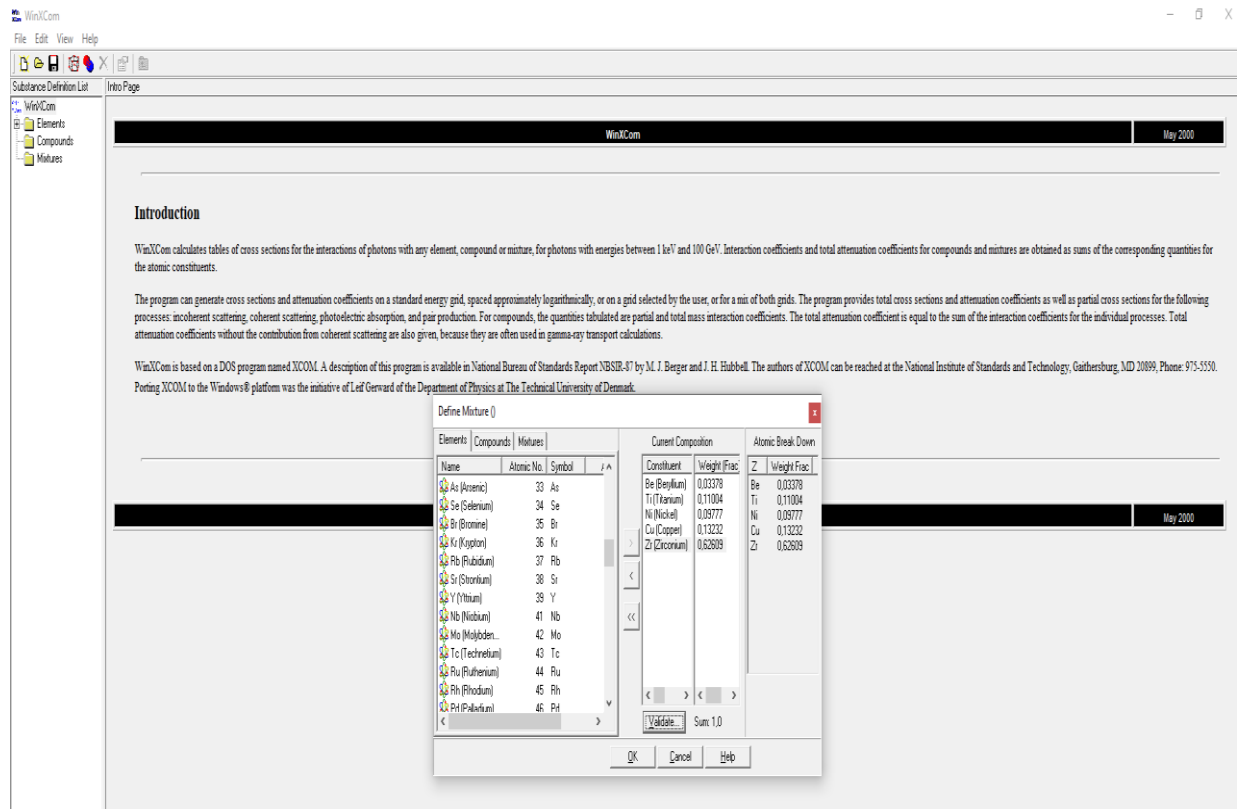 WinXCom
File Edit View Help
Substance Definition List
Intro Page
WinXCom
Elements
Compounds
Mixtures
WinXCom May 2000
Introduction
WinXCom calculates tables of cross sections for the interactions of photons with any element, compound or mixture, for photons with energies between 1 keV and 100 GeV. Interaction coefficients and total attenuation coefficients for compounds and mixtures are obtained as sums of the corresponding quantities for
the atomic constituents.
The program can generate cross sections and attenuation coefficients on a standard energy grid, spaced approximately logarithmically, or on a grid selected by the user, or for a mix of both grids. The program provides total cross sections and attenuation coefficients as well as partial cross sections for the following
processes: incoherent scattering, coherent scattering, photoelectric absorption, and pair production. For compounds, the quantities tabulated are partial and total mass interaction coefficients. The total attenuation coefficient is equal to the sum of the interaction coefficients for the individual processes. Total
attenuation coefficients without the contribution from coherent scattering are also given, because they are often used in gamma-ray transport calculations.
WinXCom is based on a DOS program named XCOM. A description of this program is available in National Bureau of Standards Report NBSIR-87 by M. J. Berger and J. H. Hubbell. The authors of XCOM can be reached at the National Institute of Standards and Technology, Gaithersburg, MD 20899, Phone: 975-5550.
Porting XCOM to the Windows® platform was the initiative of Leif Gerward of the Department of Physics at The Technical University of Denmark.
May 2000
Define Mixture ()
Elements Compounds Mixtures
Name Atomic No. Symbol
As (Arsenic) 33 As
Se (Selenium) 34 Se
Br (Bromine) 35 Br
Kr (Krypton) 36 Kr
Rb (Rubidium) 37 Rb
Sr (Strontium) 38 Sr
Y (Yttrium) 39 Y
Nb (Niobium) 41 Nb
Mo (Molybden... 42 Mo
Tc (Technetium) 43 Tc
Ru (Ruthenium) 44 Ru
Rh (Rhodium) 45 Rh
Pd (Palladium) 46 Pd
Current Composition
Constituent Weight (Frac
Be (Beryllium) 0,03378
Ti (Titanium) 0,11004
Ni (Nickel) 0,09777
Cu (Copper) 0,13232
Zr (Zirconium) 0,62609
Validate... Sum: 1,0
Atomic Break Down
Z Weight Frac
Be 0,03378
Ti 0,11004
Ni 0,09777
Cu 0,13232
Zr 0,62609
OK Cancel Help